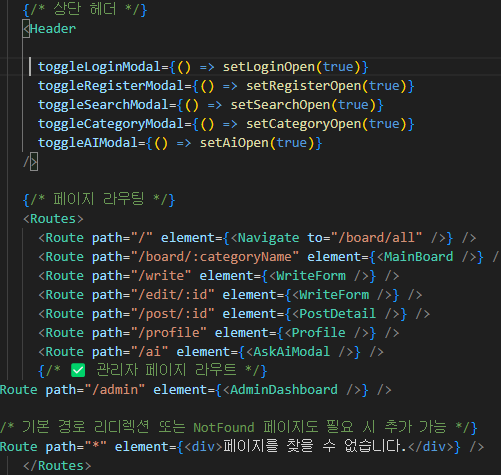 {/* 상단 헤더 */}
<Header
toggleLoginModal={() => setLoginOpen(true)}
toggleRegisterModal={() => setRegisterOpen(true)}
toggleSearchModal={() => setSearchOpen(true)}
toggleCategoryModal={() => setCategoryOpen(true)}
toggleAIModal={() => setAiOpen(true)}
/>
{/* 페이지 라우팅 */}
<Routes>
<Route path="/" element={<Navigate to="/board/all" />} />
<Route path="/board/:categoryName" element={<MainBoard />} /
<Route path="/write" element={<WriteForm />} />
<Route path="/edit/:id" element={<WriteForm />} />
<Route path="/post/:id" element={<PostDetail />} />
<Route path="/profile" element={<Profile />} />
<Route path="/ai" element={<AskAiModal />} />
{/* ✅ 관리자 페이지 라우트 */}
Route path="/admin" element={<AdminDashboard />} />
/* 기본 경로 리디렉션 또는 NotFound 페이지도 필요 시 추가 가능 */}
Route path="*" element={<div>페이지를 찾을 수 없습니다.</div>} />
</Routes>